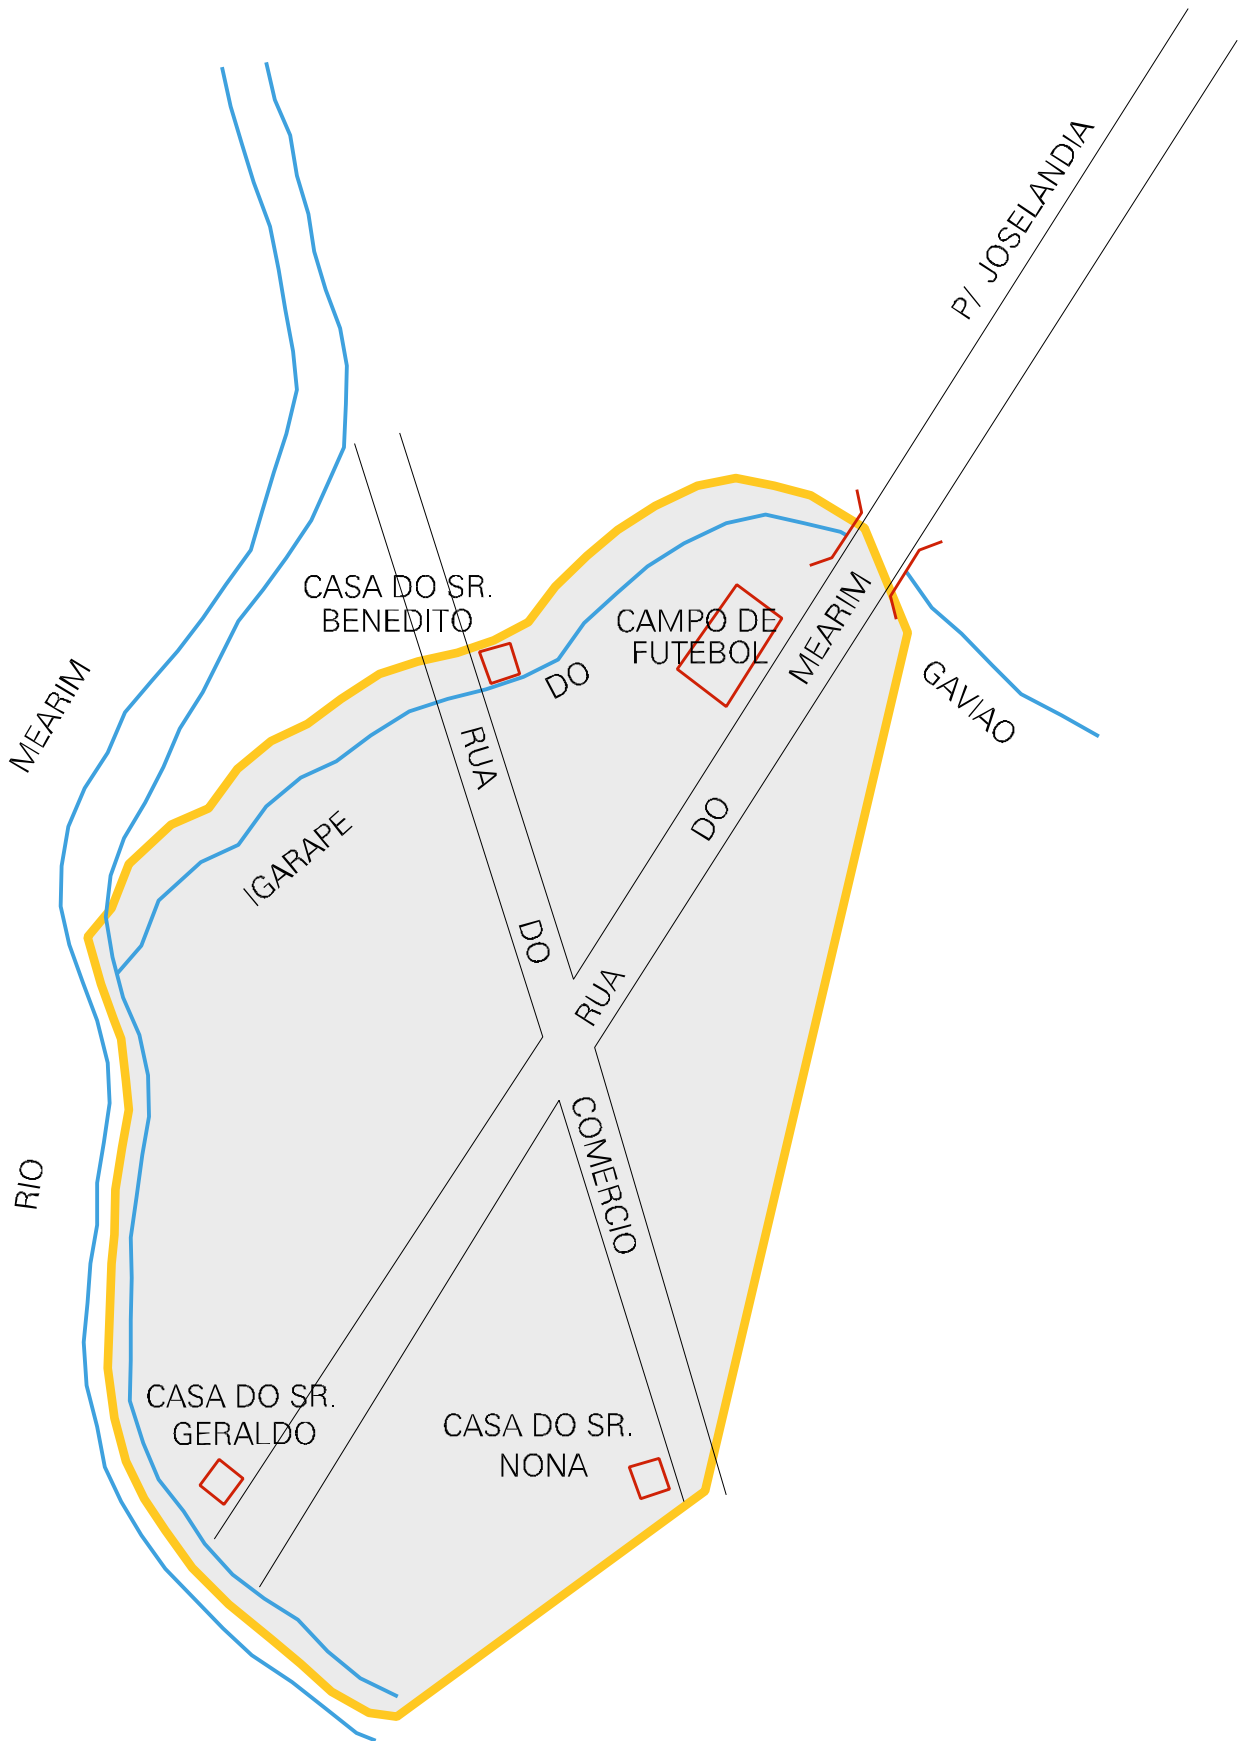 P/ JOSELANDIA
CASA DO SR.
BENEDITO
CAMPO DE
FUTEBOL
RIO MEARIM
IGARAPE DO GAVIAO
RUA DO COMERCIO
RUA DO MEARIM
CASA DO SR.
GERALDO
CASA DO SR.
NONA